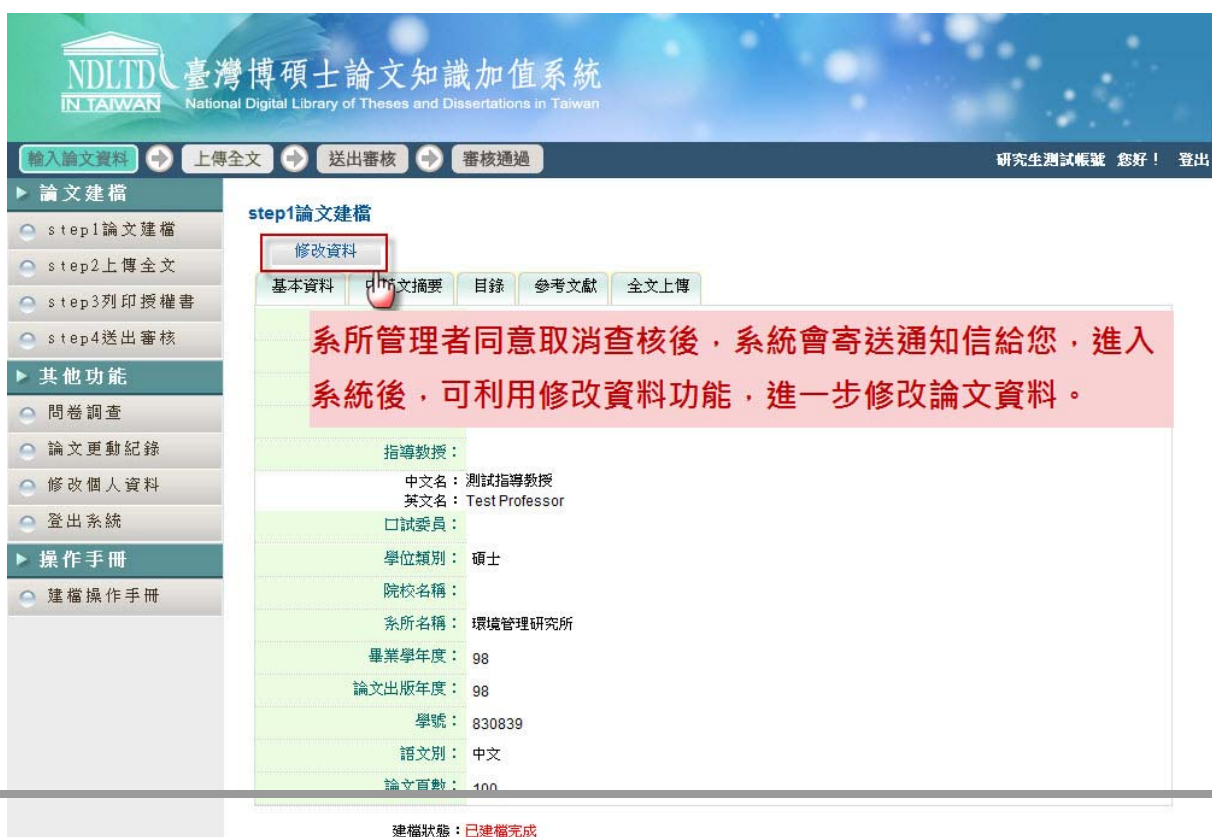 NDLTD 臺灣博碩士論文知識加值系統
IN TAIWAN National Digital Library of Theses and Dissertations in Taiwan
輸入論文資料 上傳全文 送出審核 審核通過 研究生測試帳號 您好! 登出
論文建檔
step1論文建檔
step2上傳全文
step3列印授權書
step4送出審核
其他功能
問卷調查
論文更動紀錄
修改個人資料
登出系統
操作手冊
建檔操作手冊
step1論文建檔
修改資料
基本資料 中英文摘要 目錄 參考文獻 全文上傳
系所管理者同意取消查核後,系統會寄送通知信給您,進入
系統後,可利用修改資料功能,進一步修改論文資料。
指導教授:
中文名:測試指導教授
英文名:Test Professor
口試委員:
學位類別:碩士
院校名稱:
系所名稱:環境管理研究所
畢業學年度:98
論文出版年度:98
學號:830839
語文別:中文
論文頁數:100
建檔狀態:已建檔完成